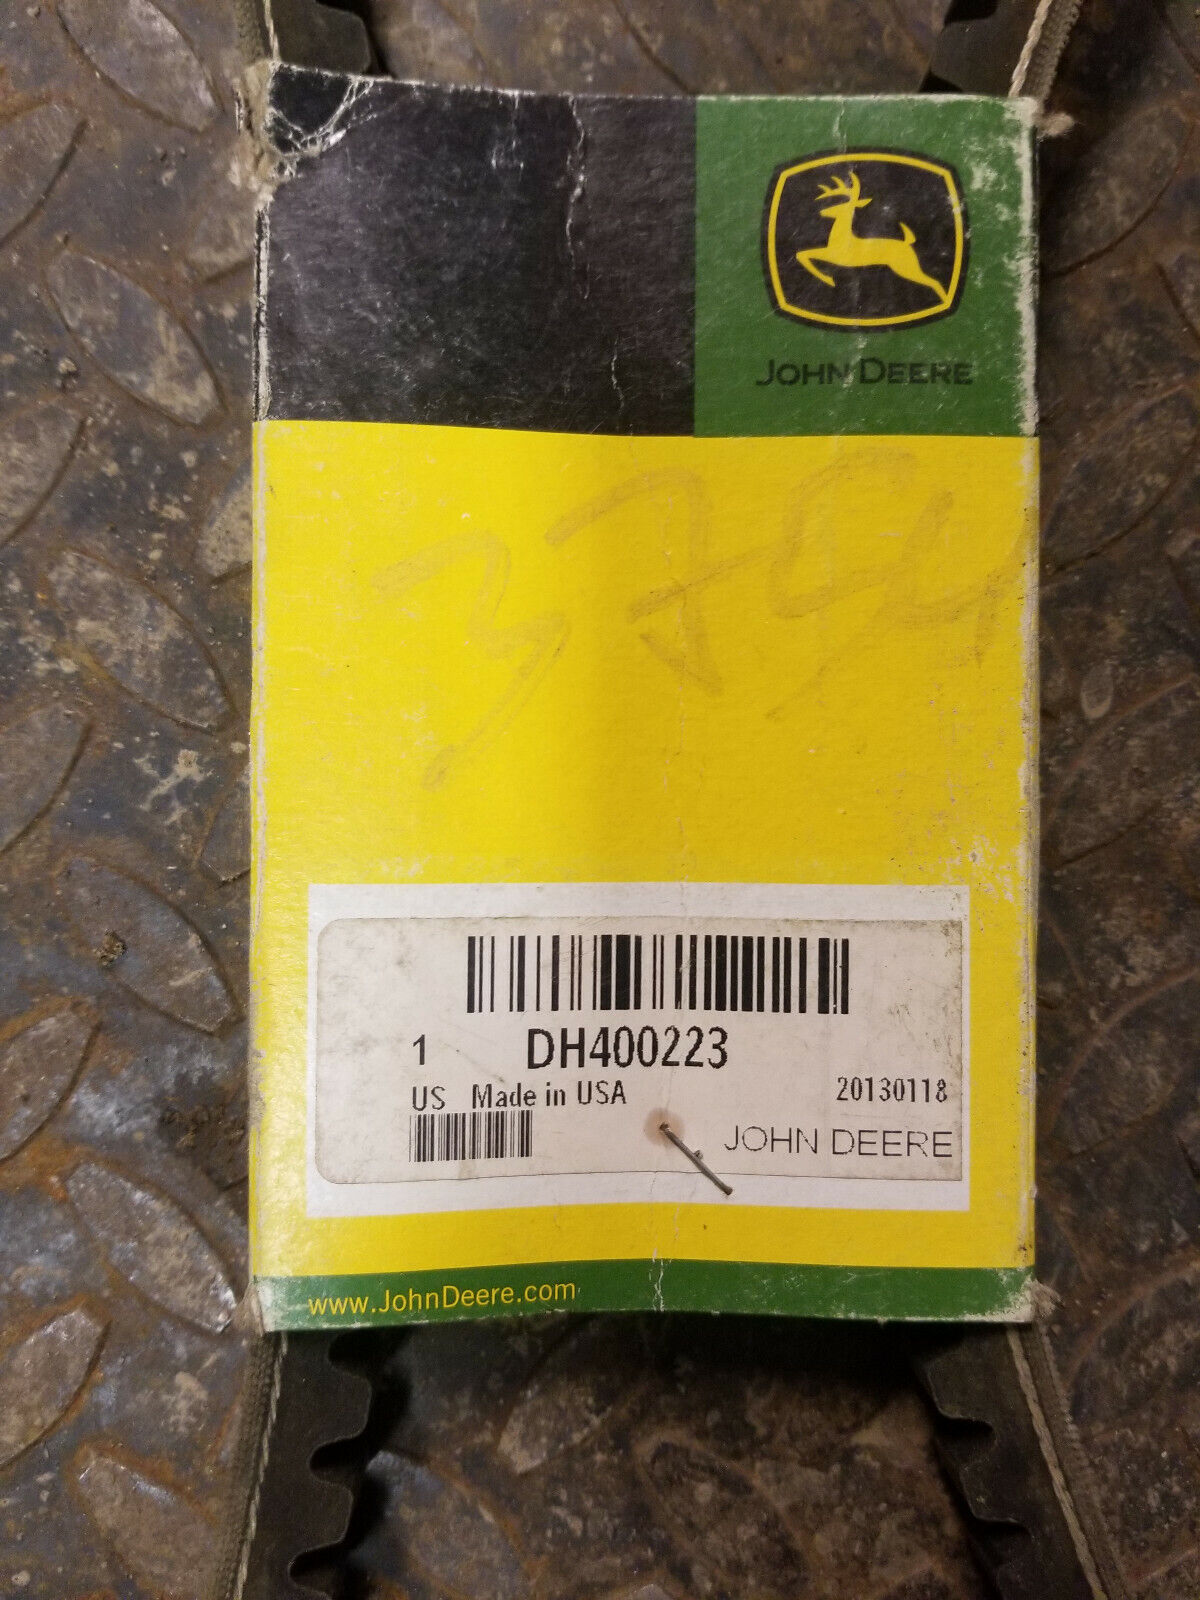 JOHN DEERE
1 DH400223
US Made in USA 20130118
JOHN DEERE
www.JohnDeere.com